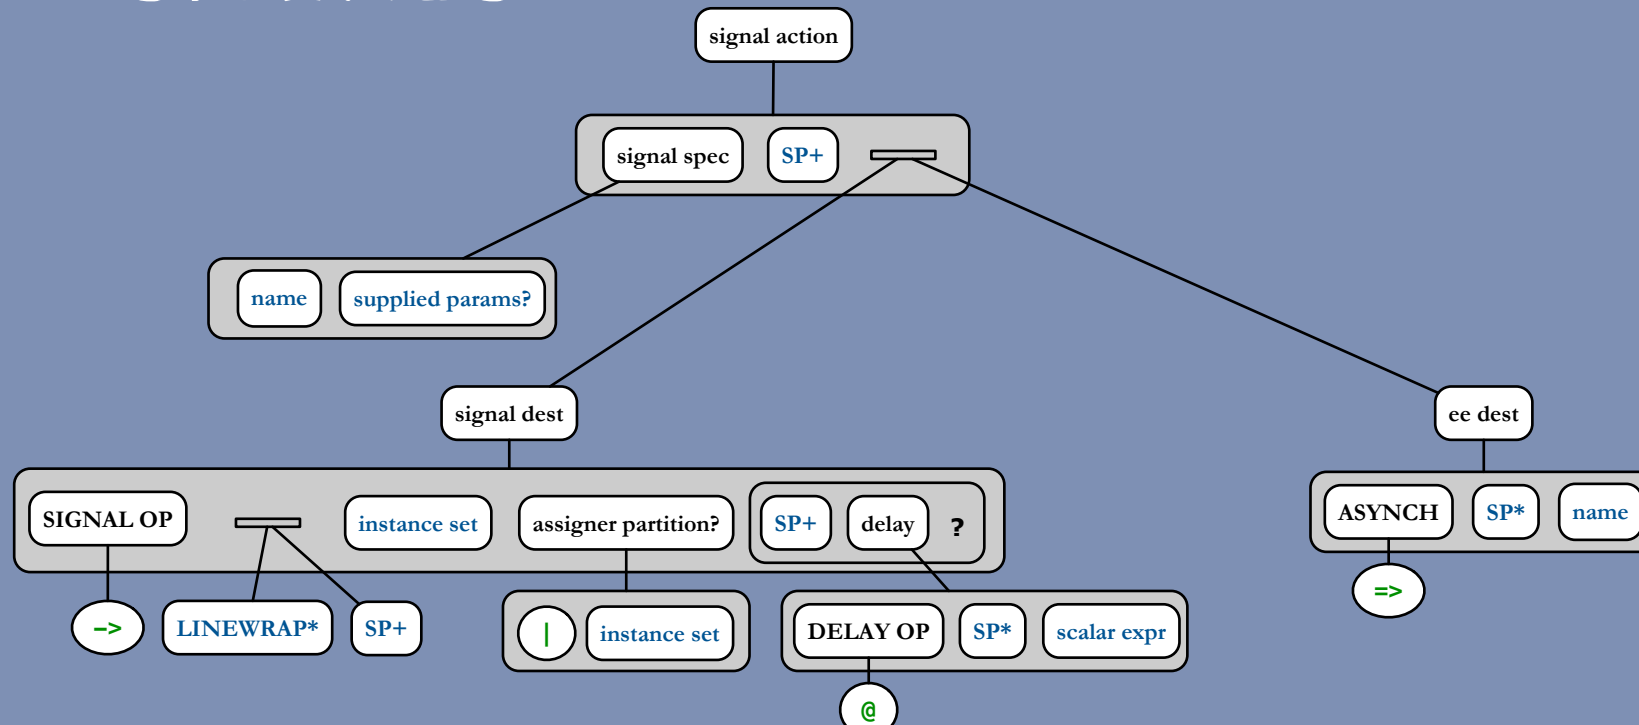 signal action
signal spec SP+
name supplied params?
signal dest
ee dest
SIGNAL OP instance set assigner partition? SP+ delay ?
ASYNCH SP* name
-> LINEWRAP* SP+
| instance set
DELAY OP SP* scalar expr
=>
@